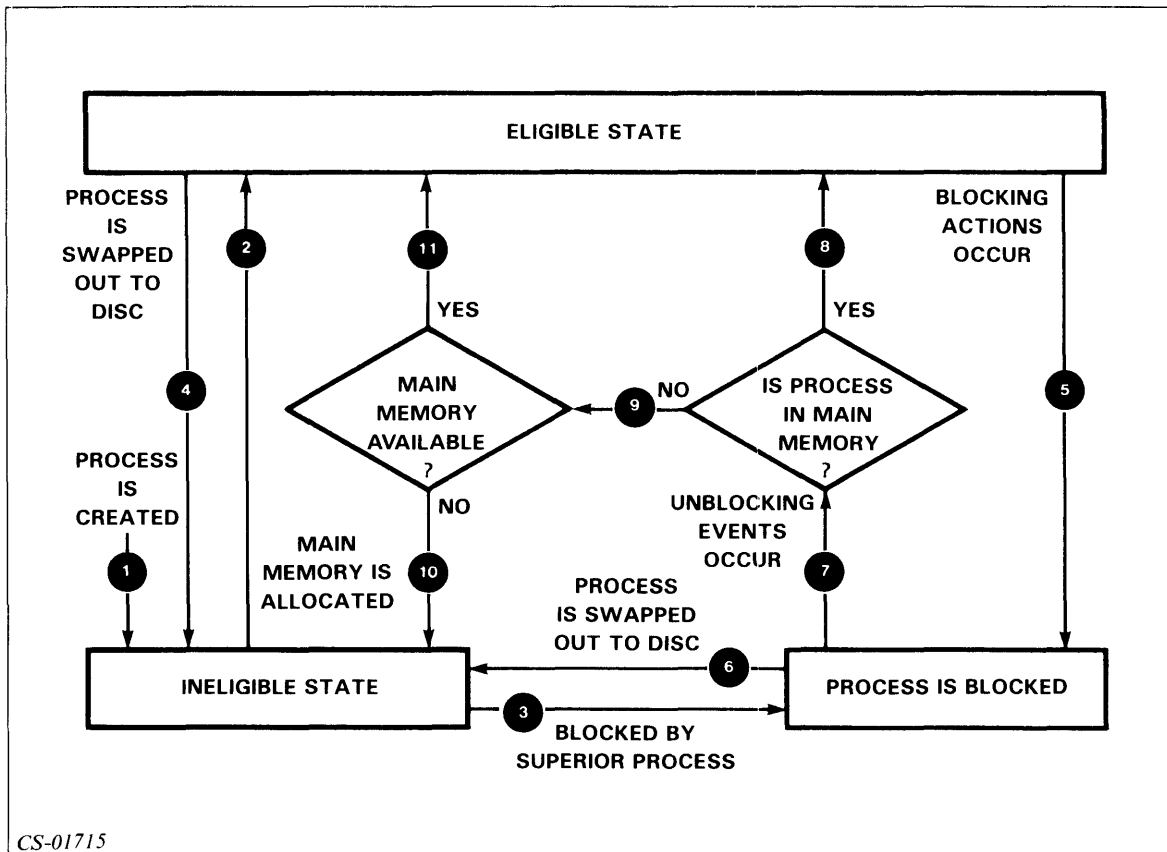 ELIGIBLE STATE
PROCESS
IS
SWAPPED
OUT TO
DISC
2
11
8
BLOCKING
ACTIONS
OCCUR
YES
YES
4
MAIN
MEMORY
AVAILABLE
?
NO
9
IS PROCESS
IN MAIN
MEMORY
?
5
PROCESS
IS
CREATED
NO
UNBLOCKING
EVENTS
OCCUR
1
MAIN
MEMORY IS
ALLOCATED
10
7
PROCESS
IS SWAPPED
OUT TO DISC
6
INELIGIBLE STATE
PROCESS IS BLOCKED
3
BLOCKED BY
SUPERIOR PROCESS
CS-01715